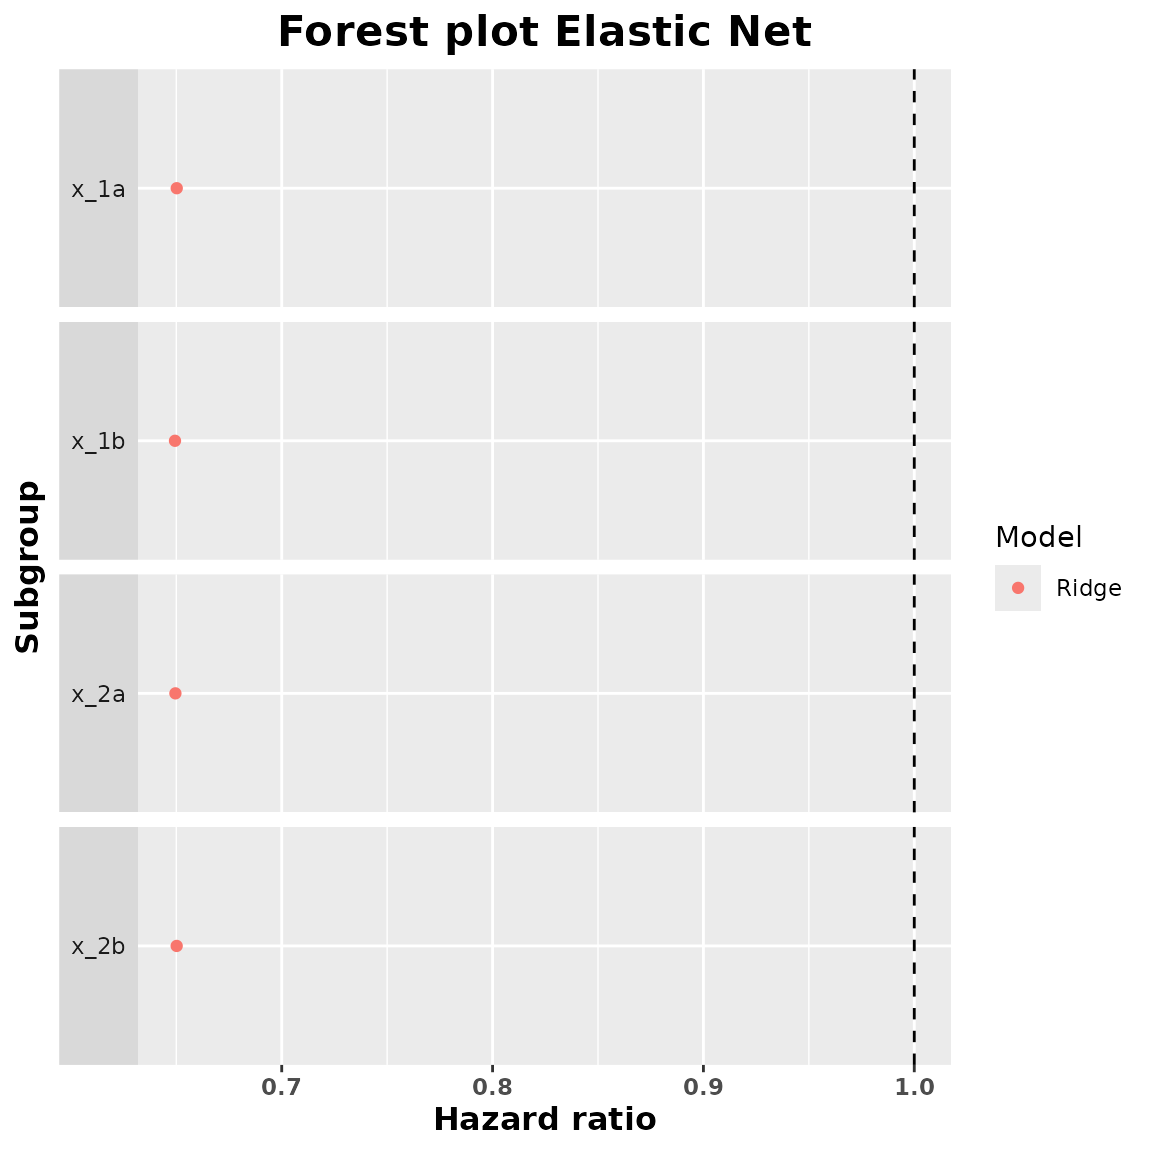 Forest plot Elastic Net
Subgroup
x_1a
x_1b
x_2a
x_2b
0.7 0.8 0.9 1.0
Hazard ratio
Model
Ridge